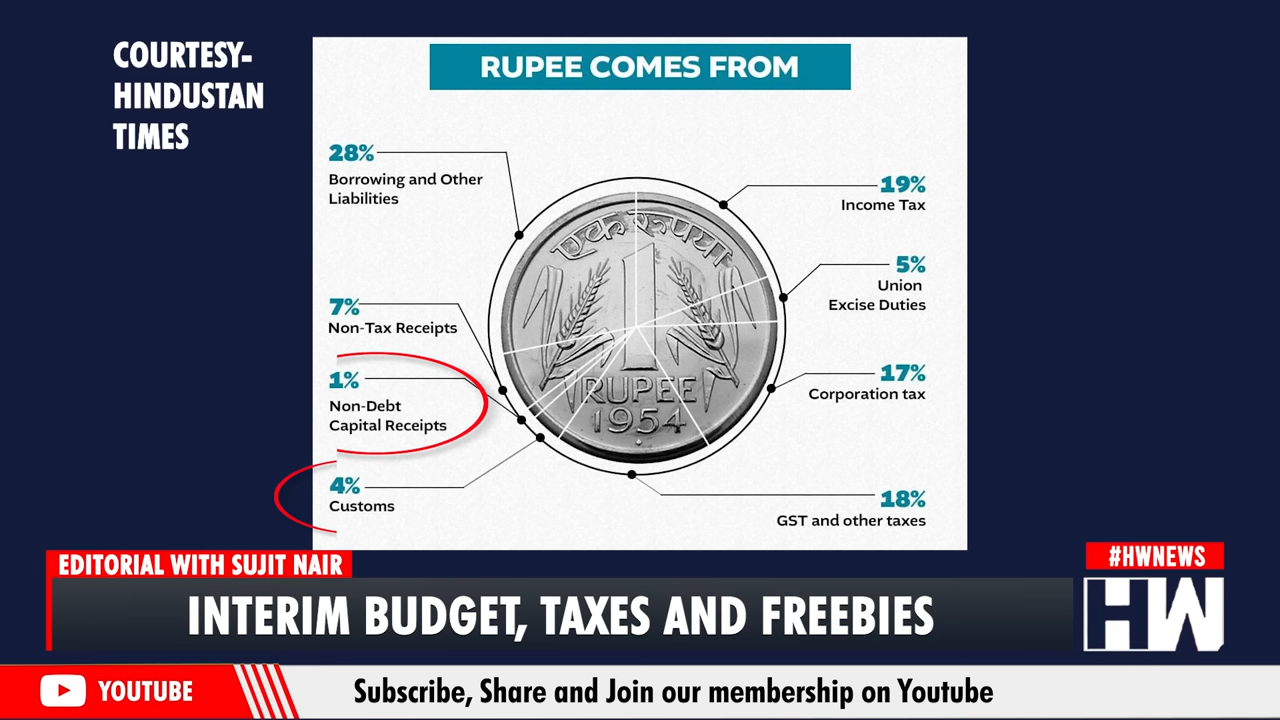 COURTESY-
HINDUSTAN
TIMES
RUPEE COMES FROM
28%
Borrowing and Other
Liabilities
19%
Income Tax
5%
Union
Excise Duties
7%
Non-Tax Receipts
17%
Corporation tax
1%
Non-Debt
Capital Receipts
4%
Customs
18%
GST and other taxes
एक रुपया
1
RUPEE
1954
EDITORIAL WITH SUJIT NAIR
#HWNEWS
INTERIM BUDGET, TAXES AND FREEBIES
HW
YOUTUBE
Subscribe, Share and Join our membership on Youtube